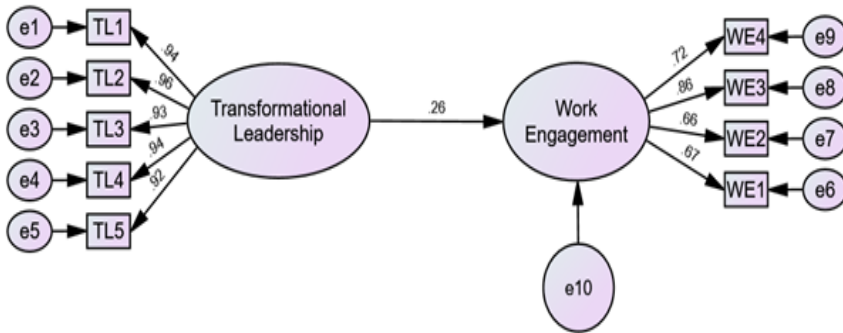 e1
TL1
.94
e2
TL2
.96
e3
TL3
.93
e4
TL4
.94
e5
TL5
.92
Transformational
Leadership
.26
Work
Engagement
.72
WE4
e9
.86
WE3
e8
.66
WE2
e7
.67
WE1
e6
e10